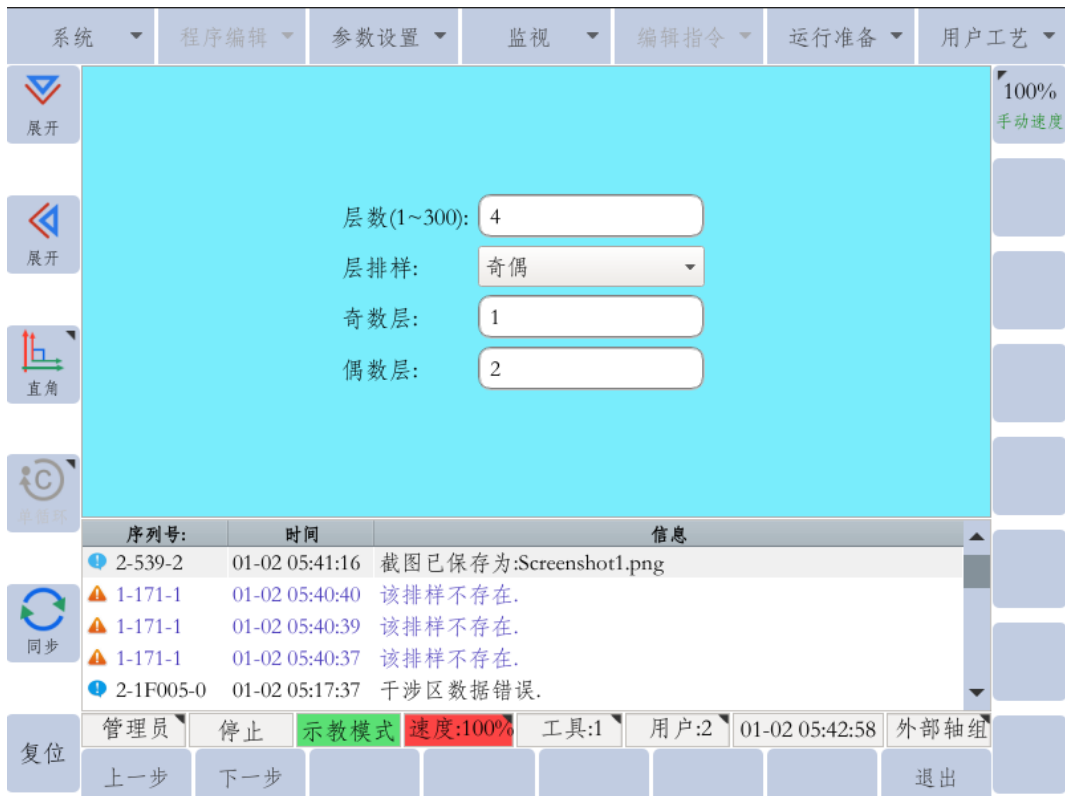 系统 程序编辑 参数设置 监视 编辑指令 运行准备 用户工艺
展开
100%
手动速度
展开
层数(1~300): 4
层排样: 奇偶
奇数层: 1
偶数层: 2
直角
C
单循环
序列号: 时间 信息
2-539-2 01-02 05:41:16 截图已保存为:Screenshot1.png
1-171-1 01-02 05:40:40 该排样不存在.
1-171-1 01-02 05:40:39 该排样不存在.
1-171-1 01-02 05:40:37 该排样不存在.
2-1F005-0 01-02 05:17:37 干涉区数据错误.
同步
管理员 停止 示教模式 速度:100% 工具:1 用户:2 01-02 05:42:58 外部轴组
复位
上一步 下一步 退出